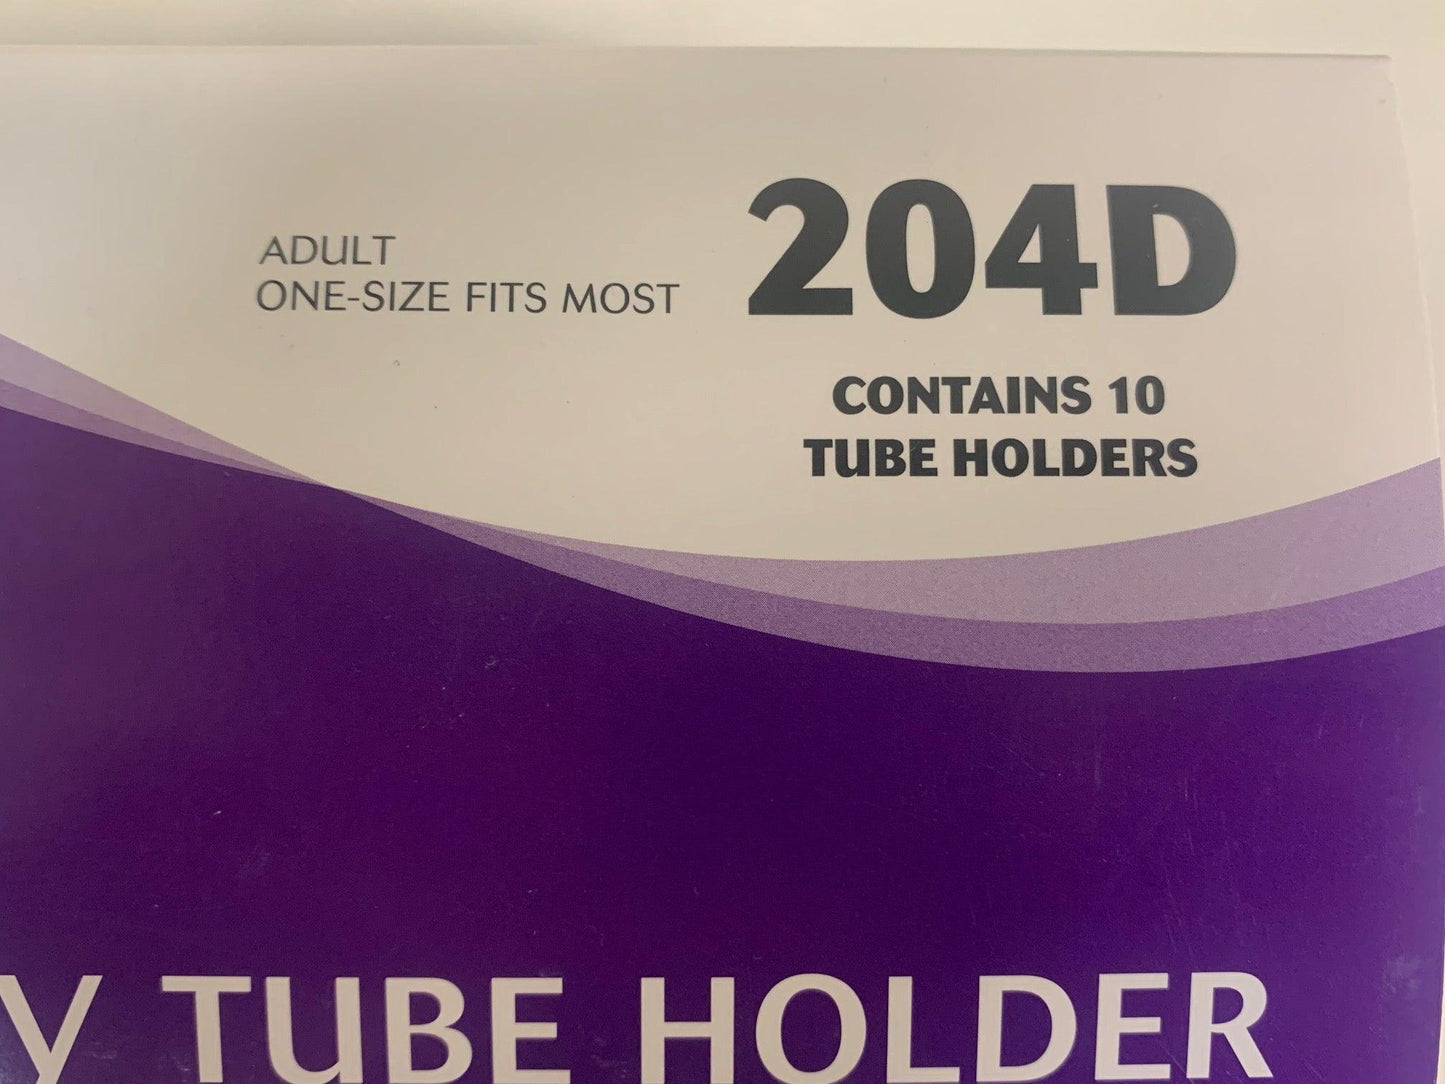 ADULT
ONE-SIZE FITS MOST
204D
CONTAINS 10
TUBE HOLDERS
y TUBE HOLDER